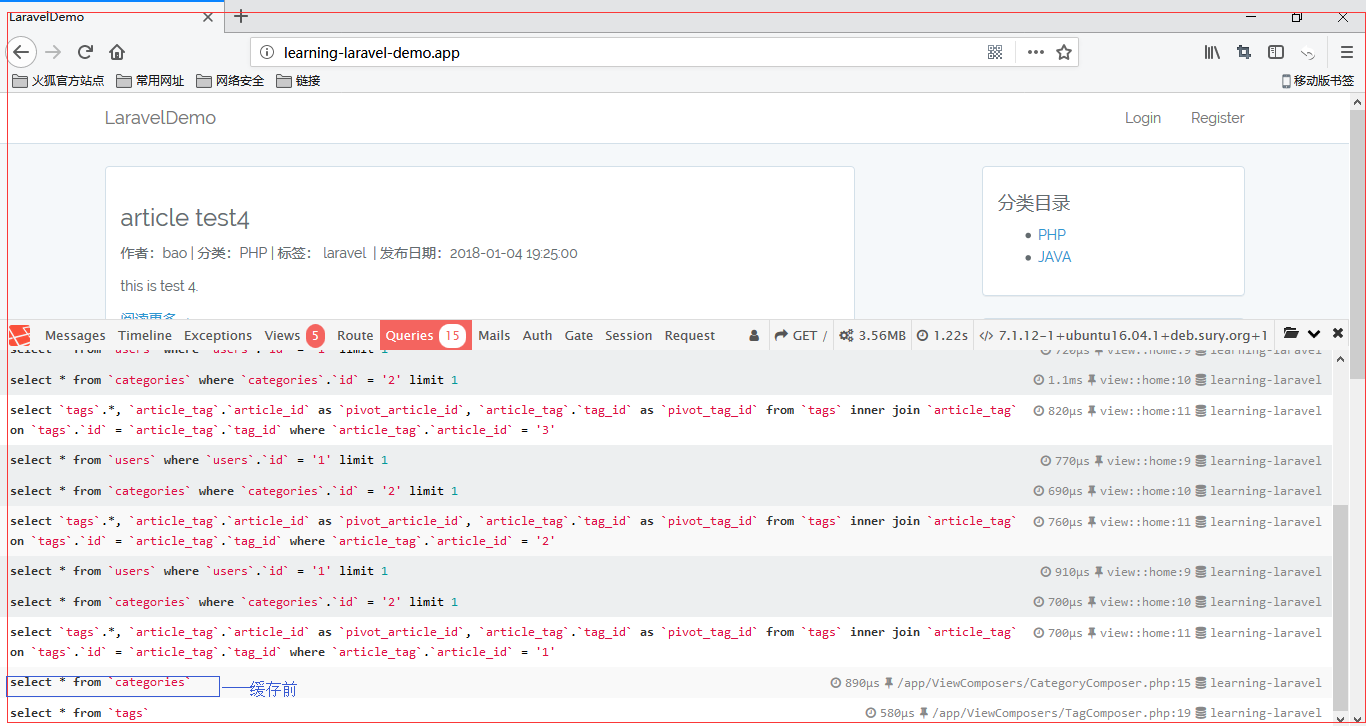 LaravelDemo
learning-laravel-demo.app
火狐官方站点 常用网址 网络安全 链接 移动版书签
LaravelDemo Login Register
article test4
作者：bao | 分类：PHP | 标签： laravel | 发布日期：2018-01-04 19:25:00
this is test 4.
阅读更多
分类目录
PHP
JAVA
Messages Timeline Exceptions Views 5 Route Queries 15 Mails Auth Gate Session Request GET / 3.56MB 1.22s 7.1.12-1+ubuntu16.04.1+deb.sury.org+1
select * from `users` where `users`.`id` = '1' limit 1 720μs view::home:9 learning-laravel
select * from `categories` where `categories`.`id` = '2' limit 1 1.1ms view::home:10 learning-laravel
select `tags`.*, `article_tag`.`article_id` as `pivot_article_id`, `article_tag`.`tag_id` as `pivot_tag_id` from `tags` inner join `article_tag` 820μs view::home:11 learning-laravel
on `tags`.`id` = `article_tag`.`tag_id` where `article_tag`.`article_id` = '3'
select * from `users` where `users`.`id` = '1' limit 1 770μs view::home:9 learning-laravel
select * from `categories` where `categories`.`id` = '2' limit 1 690μs view::home:10 learning-laravel
select `tags`.*, `article_tag`.`article_id` as `pivot_article_id`, `article_tag`.`tag_id` as `pivot_tag_id` from `tags` inner join `article_tag` 760μs view::home:11 learning-laravel
on `tags`.`id` = `article_tag`.`tag_id` where `article_tag`.`article_id` = '2'
select * from `users` where `users`.`id` = '1' limit 1 910μs view::home:9 learning-laravel
select * from `categories` where `categories`.`id` = '2' limit 1 700μs view::home:10 learning-laravel
select `tags`.*, `article_tag`.`article_id` as `pivot_article_id`, `article_tag`.`tag_id` as `pivot_tag_id` from `tags` inner join `article_tag` 700μs view::home:11 learning-laravel
on `tags`.`id` = `article_tag`.`tag_id` where `article_tag`.`article_id` = '1'
select * from `categories` 缓存前 890μs /app/ViewComposers/CategoryComposer.php:15 learning-laravel
select * from `tags` 580μs /app/ViewComposers/TagComposer.php:19 learning-laravel